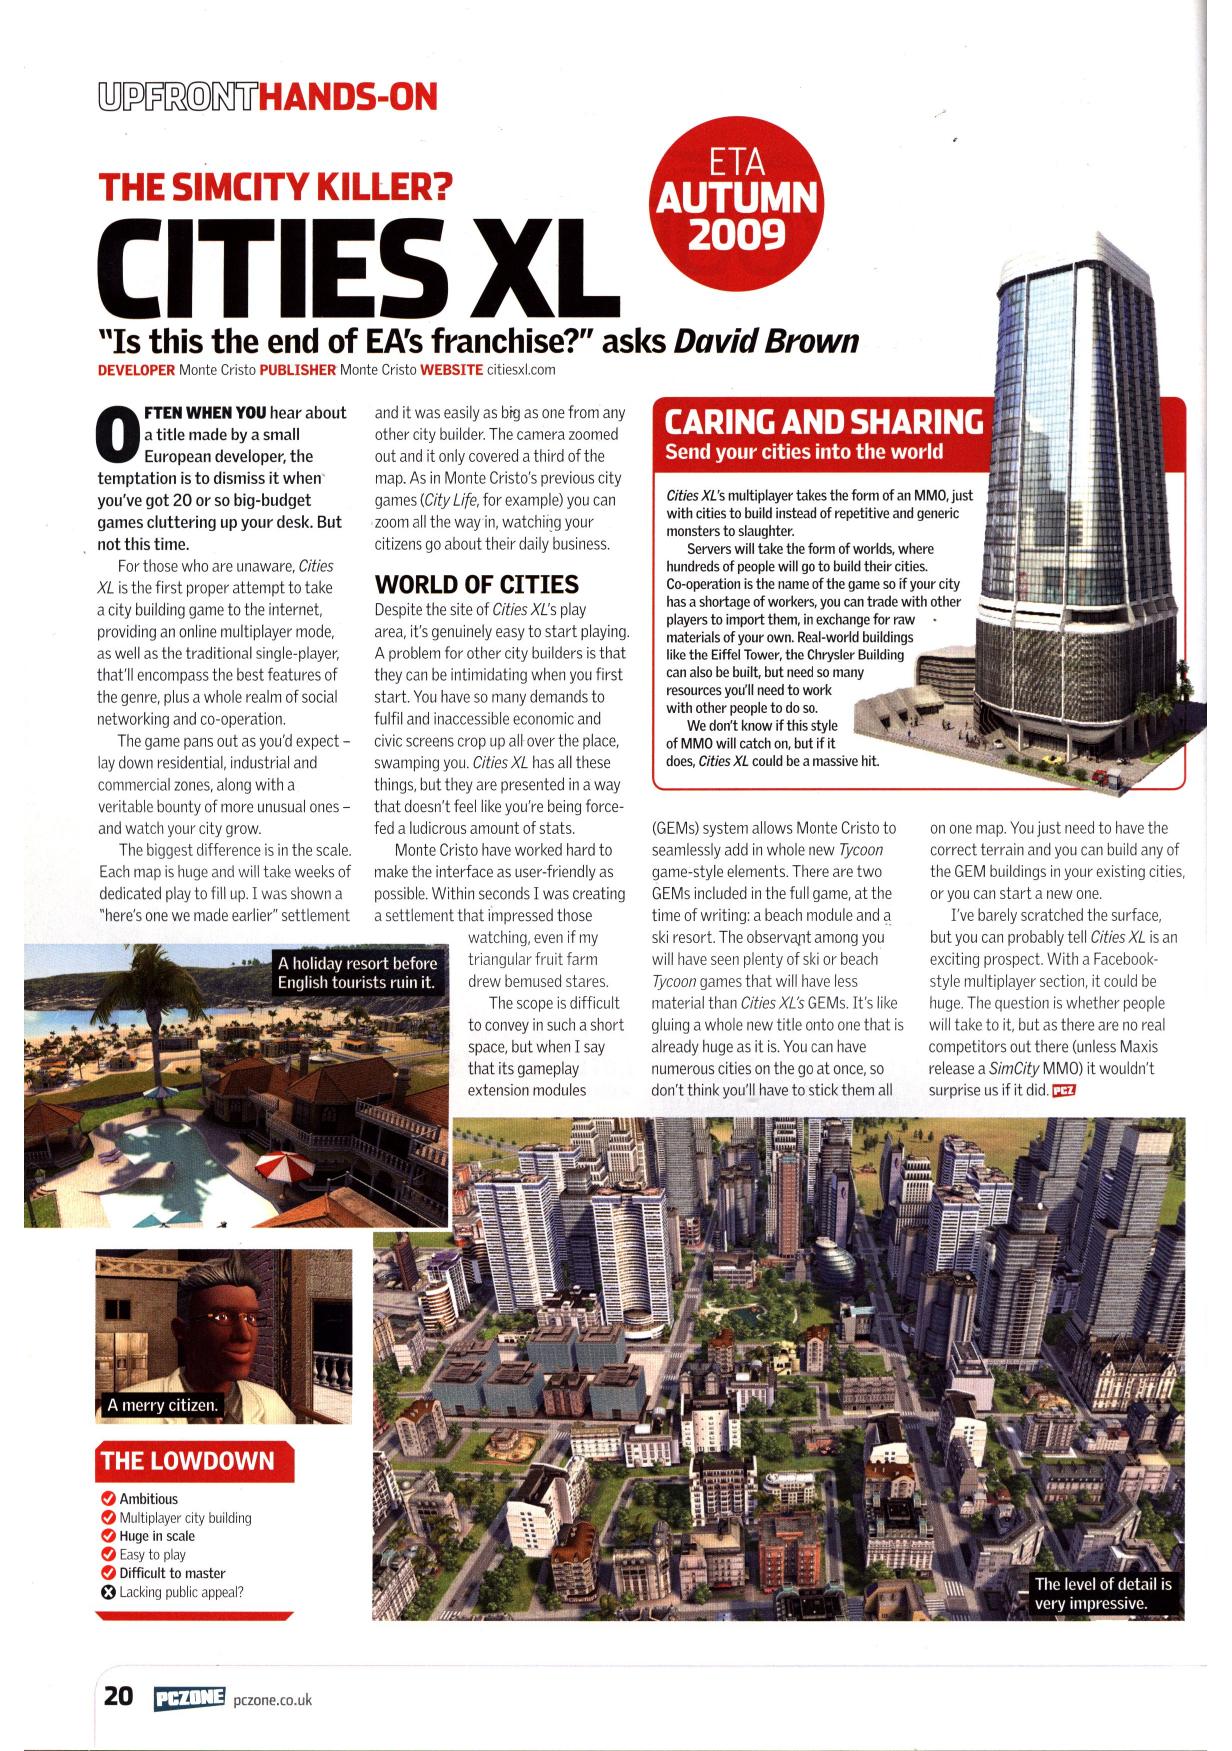 UPFRONTHANDS-ON
ETA
AUTUMN
2009
THE SIMCITY KILLER?
CITIES XL
"Is this the end of EA's franchise?" asks David Brown
DEVELOPER Monte Cristo PUBLISHER Monte Cristo WEBSITE citiesxl.com
OFTEN WHEN YOU hear about
a title made by a small
European developer, the
temptation is to dismiss it when
you've got 20 or so big-budget
games cluttering up your desk. But
not this time.
For those who are unaware, Cities
XL is the first proper attempt to take
a city building game to the internet,
providing an online multiplayer mode,
as well as the traditional single-player,
that'll encompass the best features of
the genre, plus a whole realm of social
networking and co-operation.
The game pans out as you'd expect –
lay down residential, industrial and
commercial zones, along with a
veritable bounty of more unusual ones –
and watch your city grow.
The biggest difference is in the scale.
Each map is huge and will take weeks of
dedicated play to fill up. I was shown a
"here's one we made earlier" settlement
and it was easily as big as one from any
other city builder. The camera zoomed
out and it only covered a third of the
map. As in Monte Cristo's previous city
games (City Life, for example) you can
zoom all the way in, watching your
citizens go about their daily business.
WORLD OF CITIES
Despite the site of Cities XL's play
area, it's genuinely easy to start playing.
A problem for other city builders is that
they can be intimidating when you first
start. You have so many demands to
fulfil and inaccessible economic and
civic screens crop up all over the place,
swamping you. Cities XL has all these
things, but they are presented in a way
that doesn't feel like you're being force-
fed a ludicrous amount of stats.
Monte Cristo have worked hard to
make the interface as user-friendly as
possible. Within seconds I was creating
a settlement that impressed those
watching, even if my
triangular fruit farm
drew bemused stares.
The scope is difficult
to convey in such a short
space, but when I say
that its gameplay
extension modules
(GEMs) system allows Monte Cristo to
seamlessly add in whole new Tycoon
game-style elements. There are two
GEMs included in the full game, at the
time of writing: a beach module and a
ski resort. The observant among you
will have seen plenty of ski or beach
Tycoon games that will have less
material than Cities XL's GEMs. It's like
gluing a whole new title onto one that is
already huge as it is. You can have
numerous cities on the go at once, so
don't think you'll have to stick them all
on one map. You just need to have the
correct terrain and you can build any of
the GEM buildings in your existing cities,
or you can start a new one.
I've barely scratched the surface,
but you can probably tell Cities XL is an
exciting prospect. With a Facebook-
style multiplayer section, it could be
huge. The question is whether people
will take to it, but as there are no real
competitors out there (unless Maxis
release a SimCity MMO) it wouldn't
surprise us if it did. PCZ
CARING AND SHARING
Send your cities into the world
Cities XL's multiplayer takes the form of an MMO, just
with cities to build instead of repetitive and generic
monsters to slaughter.
Servers will take the form of worlds, where
hundreds of people will go to build their cities.
Co-operation is the name of the game so if your city
has a shortage of workers, you can trade with other
players to import them, in exchange for raw
materials of your own. Real-world buildings
like the Eiffel Tower, the Chrysler Building
can also be built, but need so many
resources you'll need to work
with other people to do so.
We don't know if this style
of MMO will catch on, but if it
does, Cities XL could be a massive hit.
A holiday resort before
English tourists ruin it.
A merry citizen.
THE LOWDOWN
Ambitious
Multiplayer city building
Huge in scale
Easy to play
Difficult to master
Lacking public appeal?
The level of detail is
very impressive.
20 PCZONE pczone.co.uk